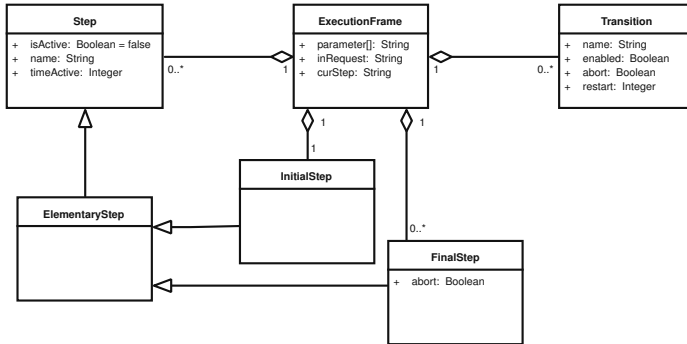 Step
+ isActive: Boolean = false
+ name: String
+ timeActive: Integer
ExecutionFrame
+ parameter[]: String
+ inRequest: String
+ curStep: String
Transition
+ name: String
+ enabled: Boolean
+ abort: Boolean
+ restart: Integer
0..*
1
1
0..*
1
1
1
InitialStep
ElementaryStep
0..*
FinalStep
+ abort: Boolean